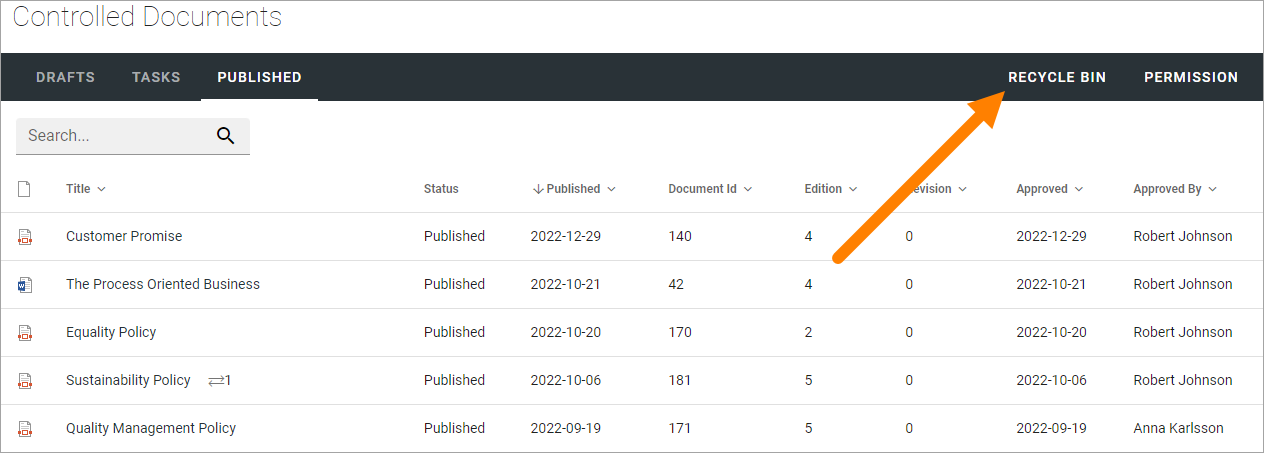 Controlled Documents
DRAFTS TASKS PUBLISHED RECYCLE BIN PERMISSION
Search...
Title Status Published Document Id Edition Approved Approved By
Customer Promise Published 2022-12-29 140 4 0 2022-12-29 Robert Johnson
The Process Oriented Business Published 2022-10-21 42 4 0 2022-10-21 Robert Johnson
Equality Policy Published 2022-10-20 170 2 0 2022-10-20 Robert Johnson
Sustainability Policy 1 Published 2022-10-06 181 5 0 2022-10-06 Robert Johnson
Quality Management Policy Published 2022-09-19 171 5 0 2022-09-19 Anna Karlsson